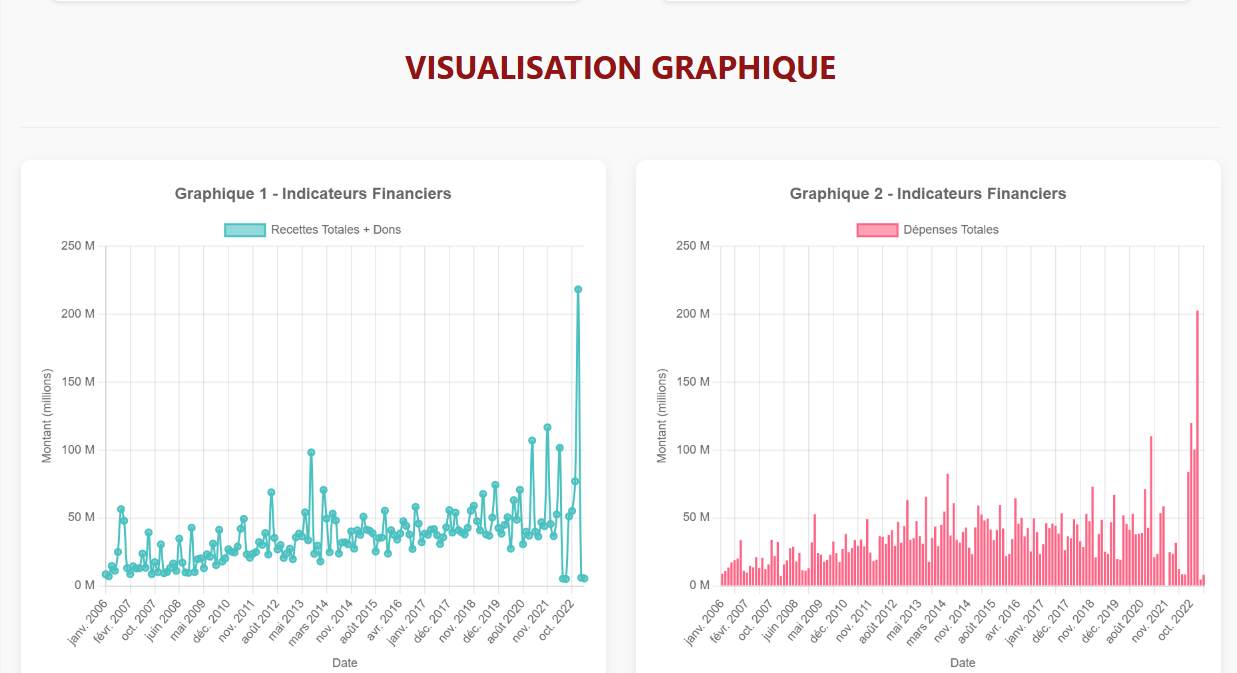 VISUALISATION GRAPHIQUE
Graphique 1 - Indicateurs Financiers
Recettes Totales + Dons
250 M
200 M
150 M
100 M
50 M
0 M
Montant (millions)
janv. 2006
févr. 2007
oct. 2007
juin 2008
mai 2009
déc. 2010
nov. 2011
août 2012
mai 2013
mars 2014
nov. 2014
août 2015
avr. 2016
janv. 2017
déc. 2017
nov. 2018
déc. 2019
août 2020
nov. 2021
oct. 2022
Date
Graphique 2 - Indicateurs Financiers
Dépenses Totales
250 M
200 M
150 M
100 M
50 M
0 M
Montant (millions)
janv. 2006
févr. 2007
oct. 2007
juin 2008
mai 2009
déc. 2010
nov. 2011
août 2012
mai 2013
mars 2014
nov. 2014
août 2015
avr. 2016
janv. 2017
déc. 2017
nov. 2018
déc. 2019
août 2020
nov. 2021
oct. 2022
Date